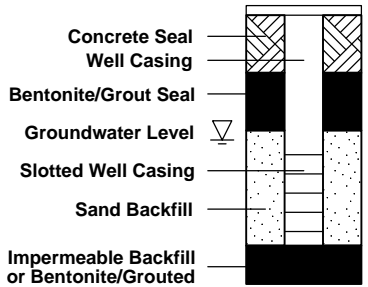 Concrete Seal
Well Casing
Bentonite/Grout Seal
Groundwater Level
Slotted Well Casing
Sand Backfill
Impermeable Backfill
or Bentonite/Grouted